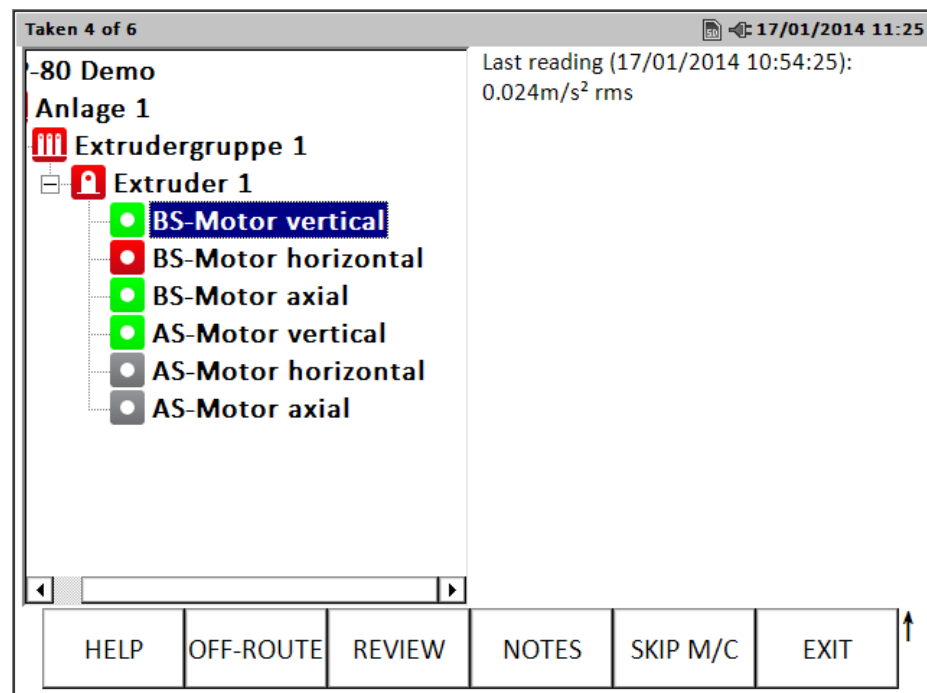 Taken 4 of 6
17/01/2014 11:25
-80 Demo
Anlage 1
Extrudergruppe 1
Extruder 1
BS-Motor vertical
BS-Motor horizontal
BS-Motor axial
AS-Motor vertical
AS-Motor horizontal
AS-Motor axial
Last reading (17/01/2014 10:54:25):
0.024m/s² rms
HELP
OFF-ROUTE
REVIEW
NOTES
SKIP M/C
EXIT